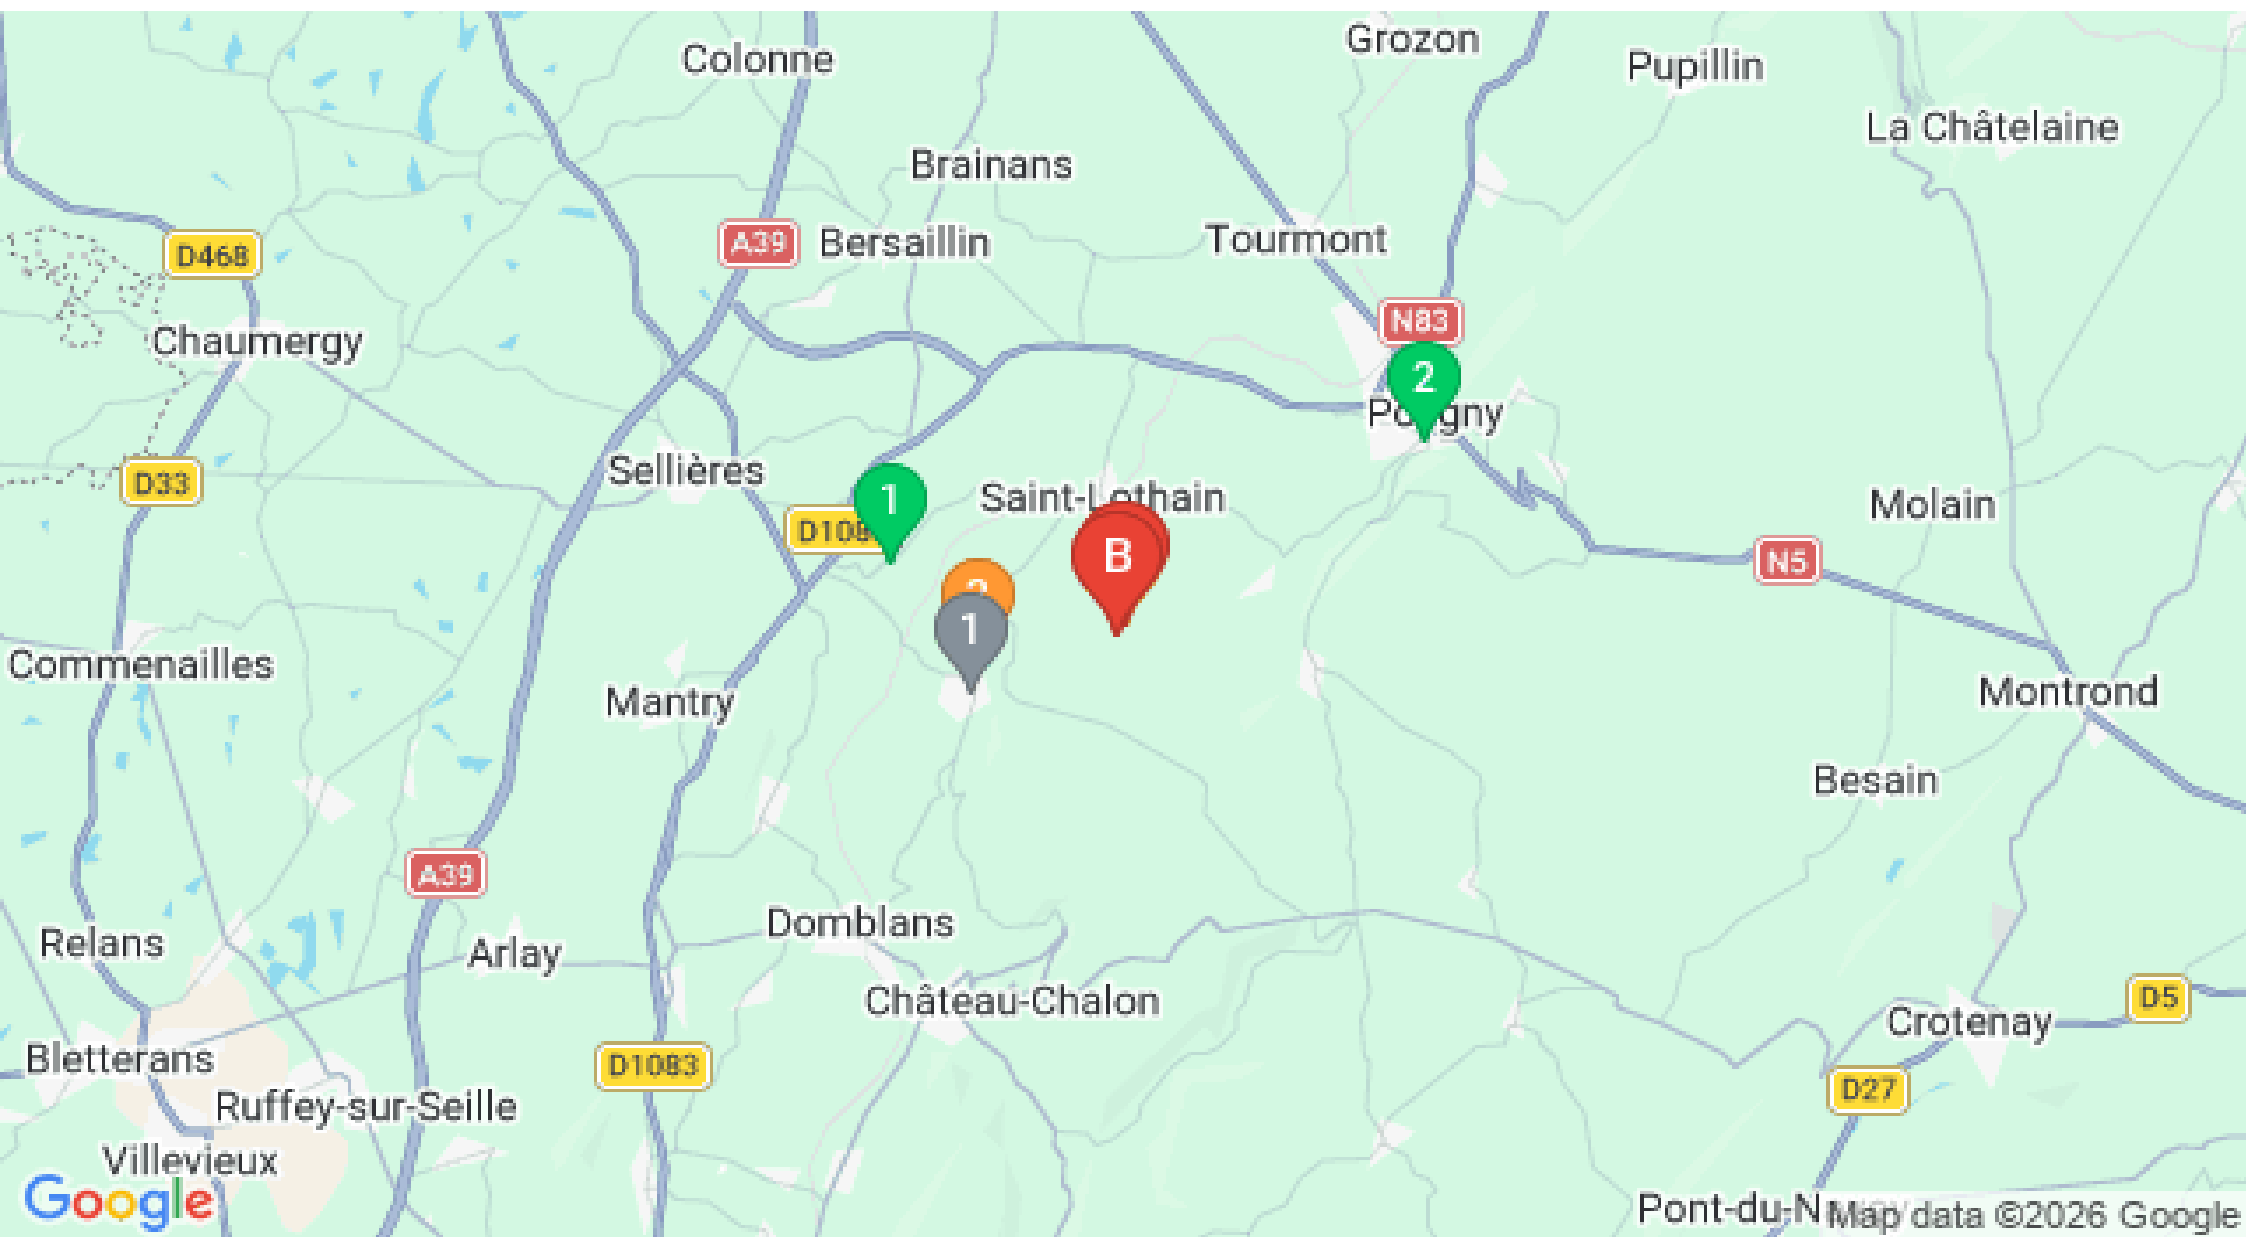 Grozon
Colonne
Pupillin
La Châtelaine
Brainans
A39
Bersaillin
Tourmont
D468
N83
Chaumergy
2
Sellières
D33
1
Saint-Lothain
Molain
B
N5
1
Commenailles
Mantry
Montrond
Besain
A39
Domblans
Relans
Arlay
Château-Chalon
D5
Crotenay
Bletterans
D1083
D27
Ruffey-sur-Seille
Villevieux
Google
Map data ©2026 Google